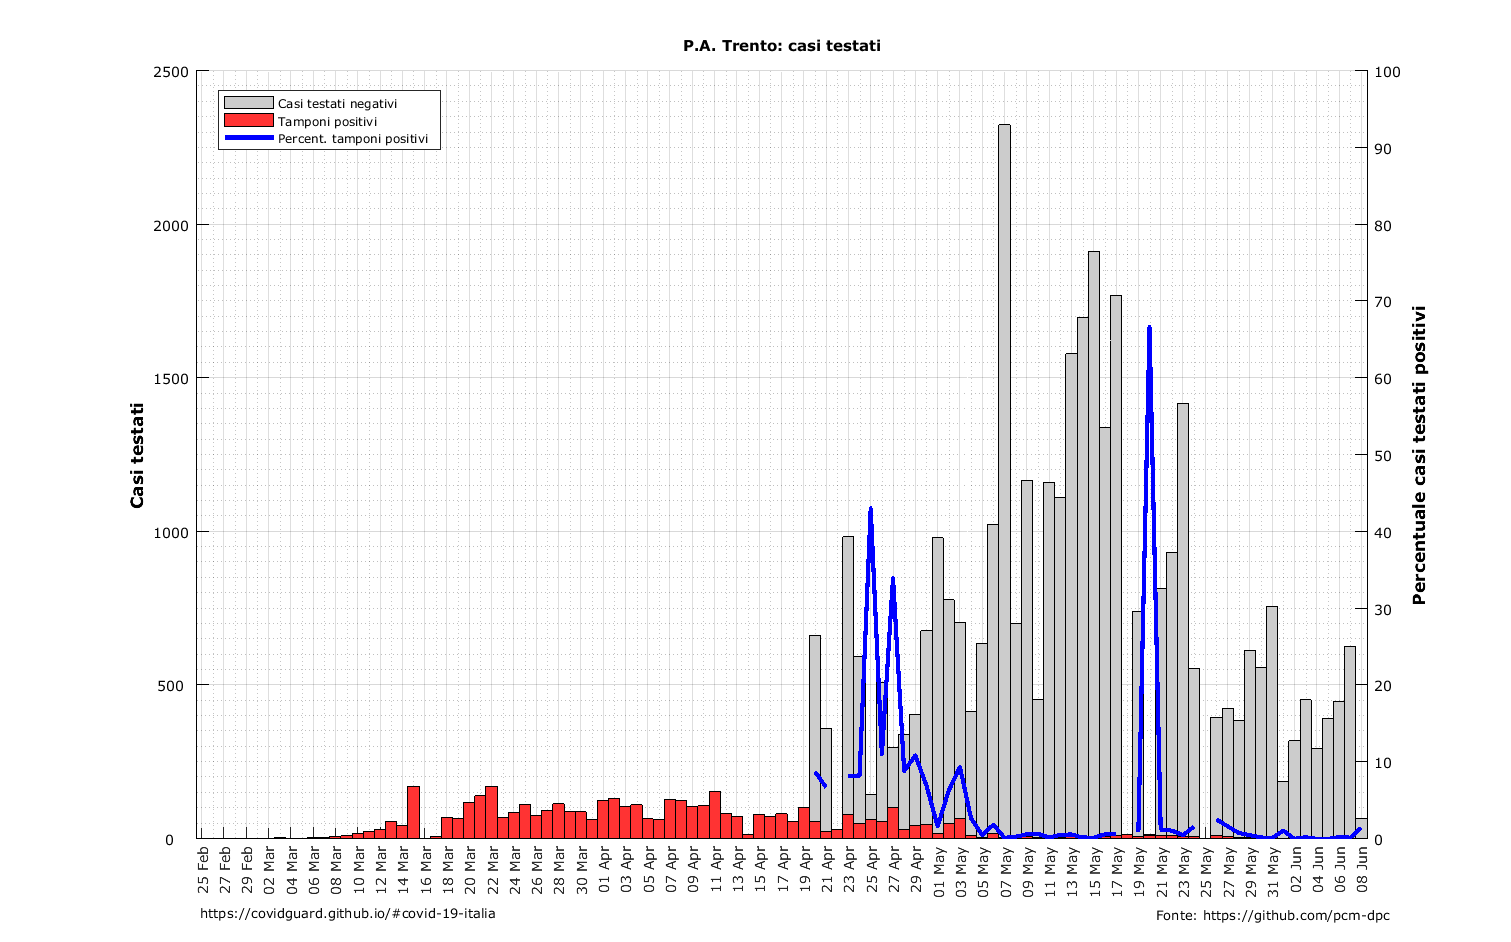 P.A. Trento: casi testati
Casi testati negativi
Tamponi positivi
Percent. tamponi positivi
Casi testati
2500
2000
1500
1000
500
0
100
90
80
70
60
50
40
30
20
10
0
Percentuale casi testati positivi
25 Feb
27 Feb
29 Feb
02 Mar
04 Mar
06 Mar
08 Mar
10 Mar
12 Mar
14 Mar
16 Mar
18 Mar
20 Mar
22 Mar
24 Mar
26 Mar
28 Mar
30 Mar
01 Apr
03 Apr
05 Apr
07 Apr
09 Apr
11 Apr
13 Apr
15 Apr
17 Apr
19 Apr
21 Apr
23 Apr
25 Apr
27 Apr
29 Apr
01 May
03 May
05 May
07 May
09 May
11 May
13 May
15 May
17 May
19 May
21 May
23 May
25 May
27 May
29 May
31 May
02 Jun
04 Jun
06 Jun
08 Jun
https://covidguard.github.io/#covid-19-italia
Fonte: https://github.com/pcm-dpc